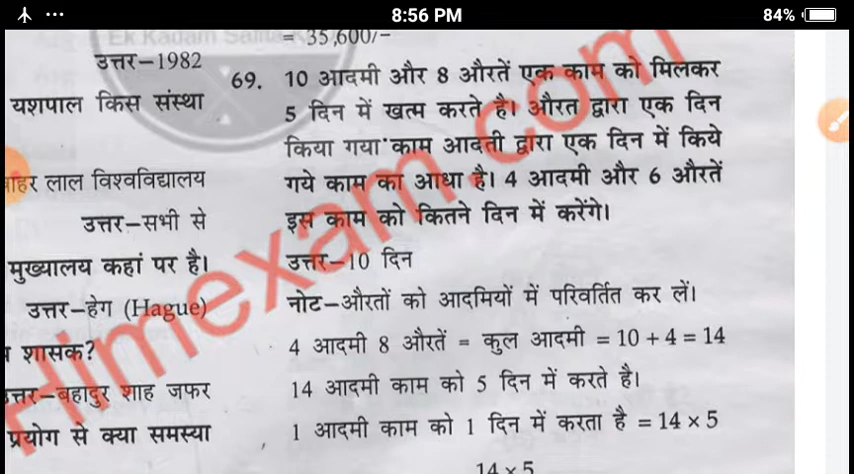 8:56 PM
84%
Ek Kadam
= 35,600/–
उत्तर–1982
यशपाल किस संस्था
हर लाल विश्वविद्यालय
उत्तर–सभी से
मुख्यालय कहां पर है।
उत्तर–हेग (Hague)
शासक?
उत्तर–बहादुर शाह जफर
प्रयोग से क्या समस्या
69. 10 आदमी और 8 औरतें एक काम को मिलकर
5 दिन में खत्म करते है। औरत द्वारा एक दिन
किया गया काम आदती द्वारा एक दिन में किये
गये काम का आधा है। 4 आदमी और 6 औरतें
इस काम को कितने दिन में करेंगे।
उत्तर–10 दिन
नोट–औरतों को आदमियों में परिवर्तित कर लें।
4 आदमी 8 औरतें = कुल आदमी = 10 + 4 = 14
14 आदमी काम को 5 दिन में करते है।
1 आदमी काम को 1 दिन में करता है = 14 × 5
14 × 5
Himexam.com